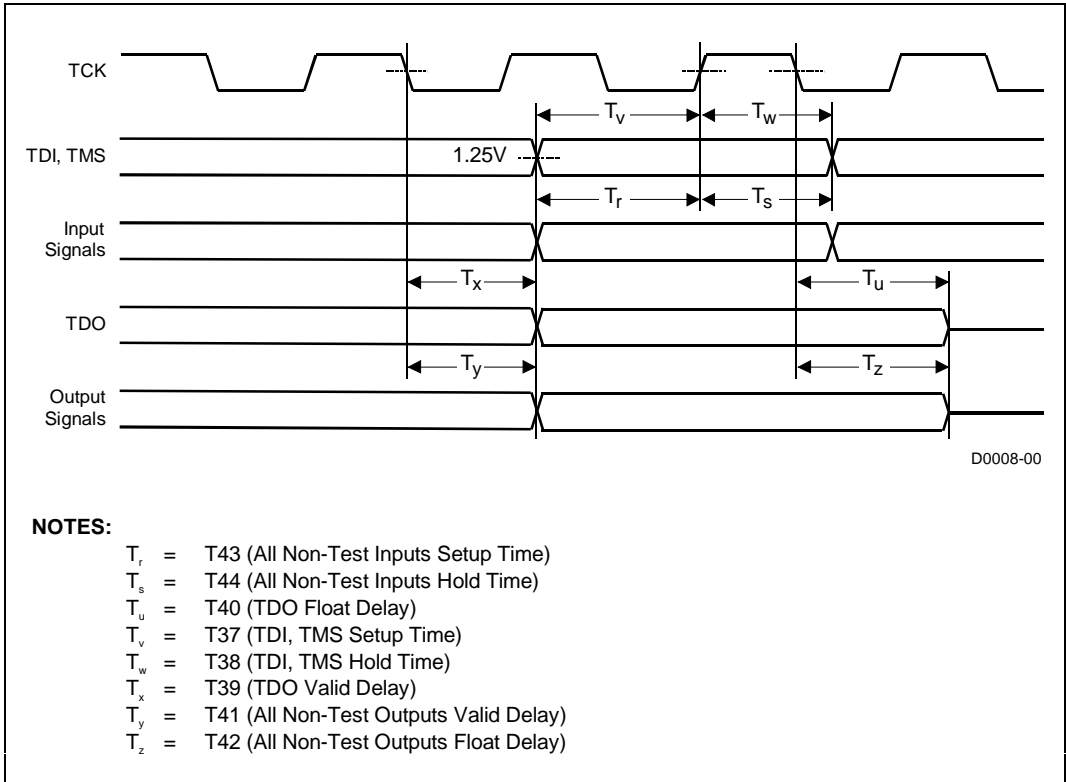 TCK
Tv
Tw
TDI, TMS
1.25V
Tr
Ts
Input
Signals
Tx
Tu
TDO
Ty
Tz
Output
Signals
D0008-00
NOTES:
Tr = T43 (All Non-Test Inputs Setup Time)
Ts = T44 (All Non-Test Inputs Hold Time)
Tu = T40 (TDO Float Delay)
Tv = T37 (TDI, TMS Setup Time)
Tw = T38 (TDI, TMS Hold Time)
Tx = T39 (TDO Valid Delay)
Ty = T41 (All Non-Test Outputs Valid Delay)
Tz = T42 (All Non-Test Outputs Float Delay)